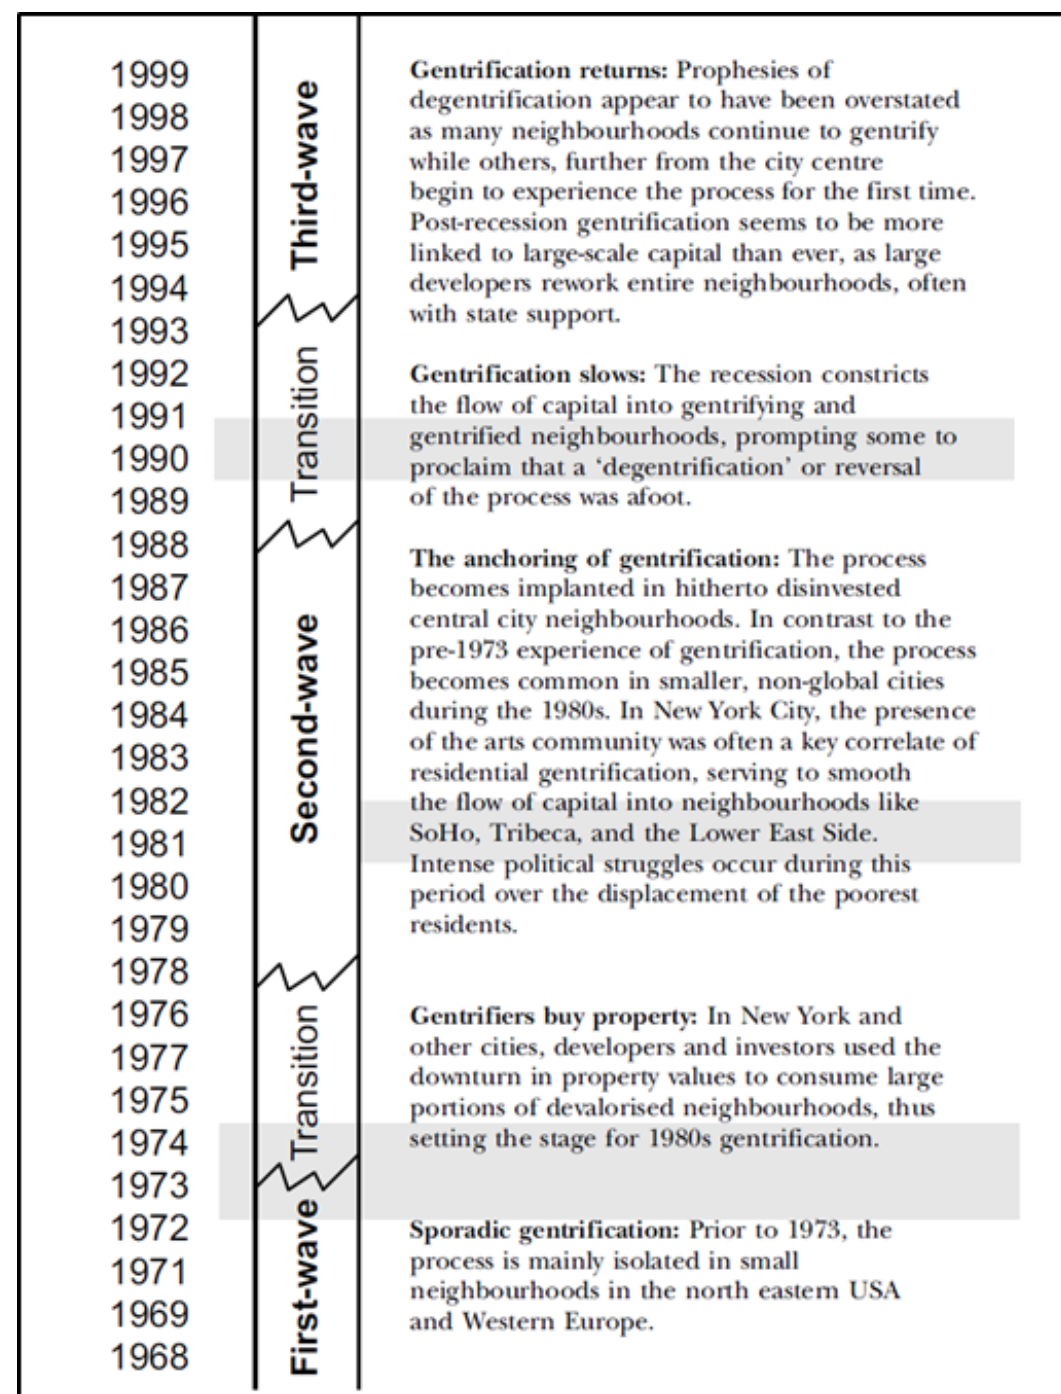 1999
1998
1997
1996
1995
1994
1993
1992
1991
1990
1989
1988
1987
1986
1985
1984
1983
1982
1981
1980
1979
1978
1976
1977
1975
1974
1973
1972
1971
1969
1968
Third-wave
Transition
Second-wave
Transition
First-wave
Gentrification returns: Prophesies of
degentrification appear to have been overstated
as many neighbourhoods continue to gentrify
while others, further from the city centre
begin to experience the process for the first time.
Post-recession gentrification seems to be more
linked to large-scale capital than ever, as large
developers rework entire neighbourhoods, often
with state support.
Gentrification slows: The recession constricts
the flow of capital into gentrifying and
gentrified neighbourhoods, prompting some to
proclaim that a ‘degentrification’ or reversal
of the process was afoot.
The anchoring of gentrification: The process
becomes implanted in hitherto disinvested
central city neighbourhoods. In contrast to the
pre-1973 experience of gentrification, the process
becomes common in smaller, non-global cities
during the 1980s. In New York City, the presence
of the arts community was often a key correlate of
residential gentrification, serving to smooth
the flow of capital into neighbourhoods like
SoHo, Tribeca, and the Lower East Side.
Intense political struggles occur during this
period over the displacement of the poorest
residents.
Gentrifiers buy property: In New York and
other cities, developers and investors used the
downturn in property values to consume large
portions of devalorised neighbourhoods, thus
setting the stage for 1980s gentrification.
Sporadic gentrification: Prior to 1973, the
process is mainly isolated in small
neighbourhoods in the north eastern USA
and Western Europe.